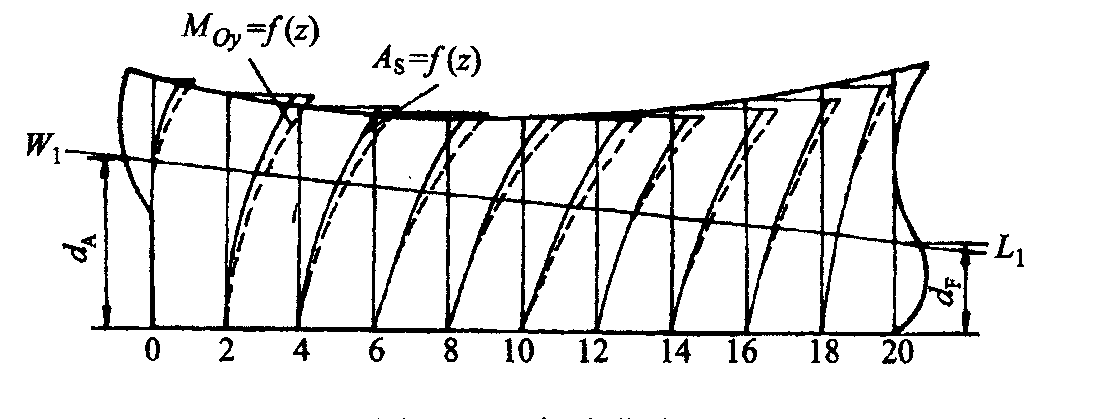 M_{Oy}=f(z)
A_S=f(z)
W_1
d_A
L_1
d_F
0 2 4 6 8 10 12 14 16 18 20